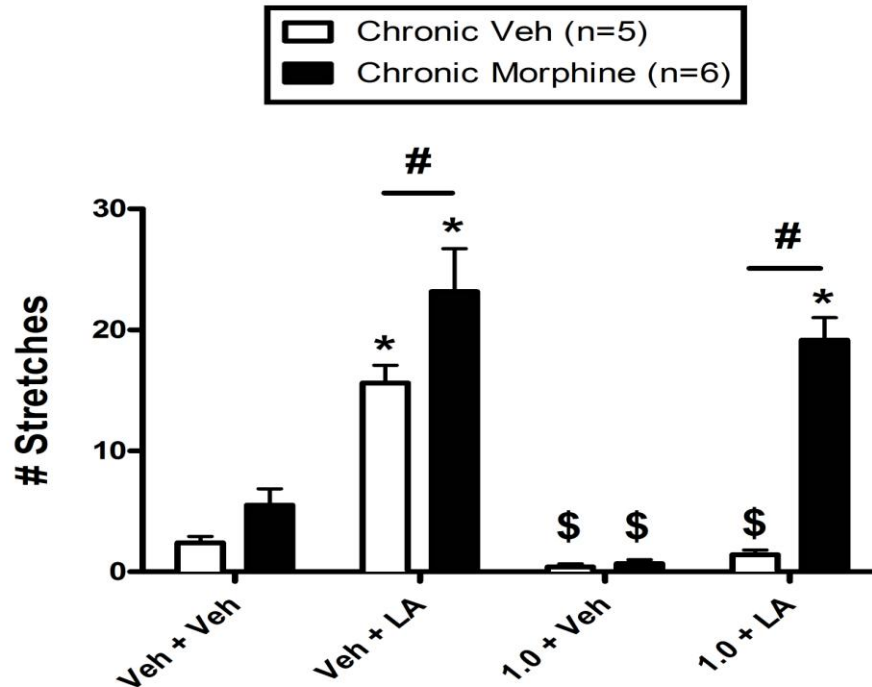 Chronic Veh (n=5)
Chronic Morphine (n=6)
# Stretches
30
20
10
0
#
*
*
$
$
#
$
*
Veh + Veh
Veh + LA
1.0 + Veh
1.0 + LA